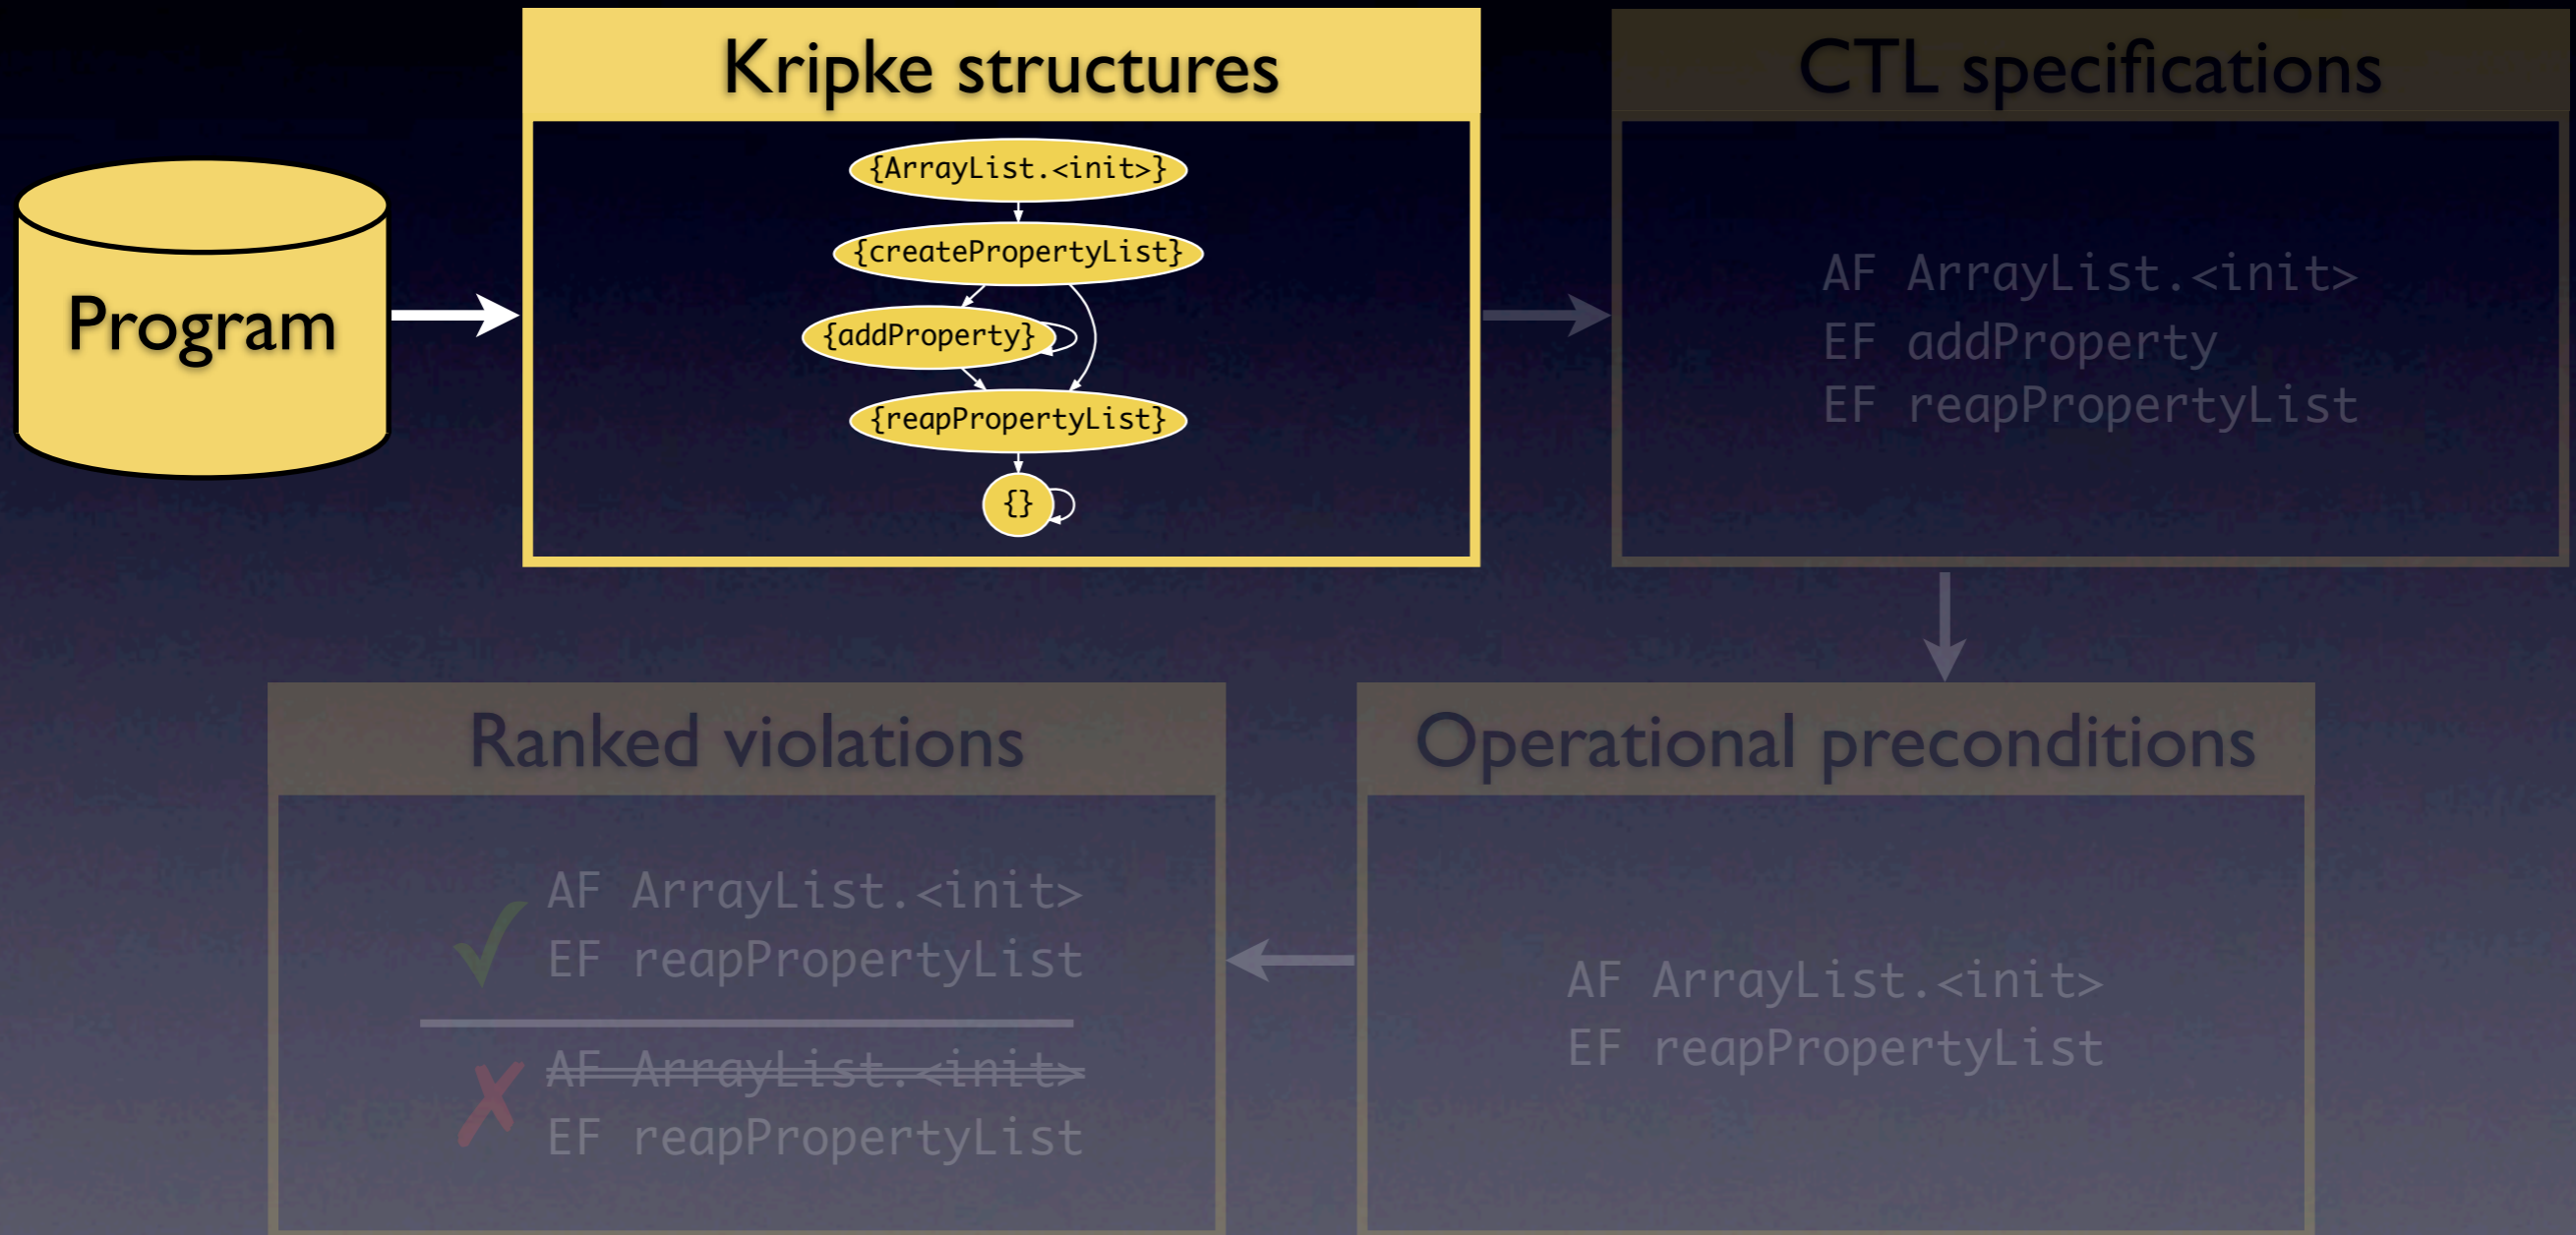 Program
Kripke structures
{ArrayList.<init>}
{createPropertyList}
{addProperty}
{reapPropertyList}
{}
CTL specifications
AF ArrayList.<init>
EF addProperty
EF reapPropertyList
Operational preconditions
AF ArrayList.<init>
EF reapPropertyList
Ranked violations
✓ AF ArrayList.<init>
EF reapPropertyList
✗ AF ArrayList.<init>
EF reapPropertyList